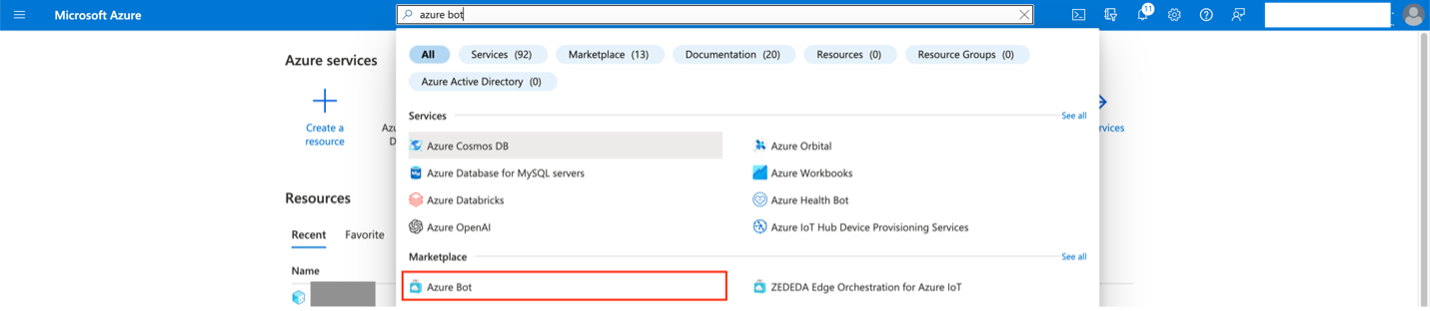 Microsoft Azure
azure bot
11
All
Services (92)
Marketplace (13)
Documentation (20)
Resources (0)
Resource Groups (0)
Azure Active Directory (0)
Azure services
Create a
resource
Services
See all
Azure Cosmos DB
Azure Orbital
Azure Database for MySQL servers
Azure Workbooks
Azure Databricks
Azure Health Bot
Azure OpenAI
Azure IoT Hub Device Provisioning Services
Marketplace
See all
Azure Bot
ZEDEDA Edge Orchestration for Azure IoT
Resources
Recent
Favorite
Name